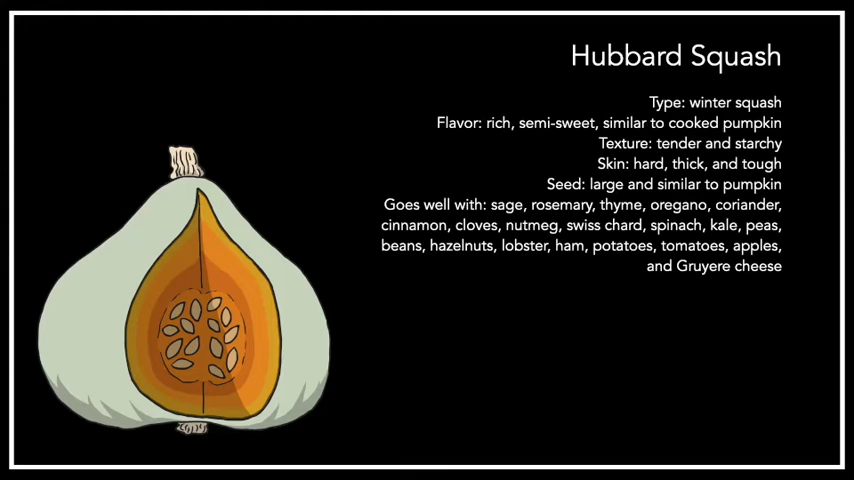 Hubbard Squash
Type: winter squash
Flavor: rich, semi-sweet, similar to cooked pumpkin
Texture: tender and starchy
Skin: hard, thick, and tough
Seed: large and similar to pumpkin
Goes well with: sage, rosemary, thyme, oregano, coriander,
cinnamon, cloves, nutmeg, swiss chard, spinach, kale, peas,
beans, hazelnuts, lobster, ham, potatoes, tomatoes, apples,
and Gruyere cheese